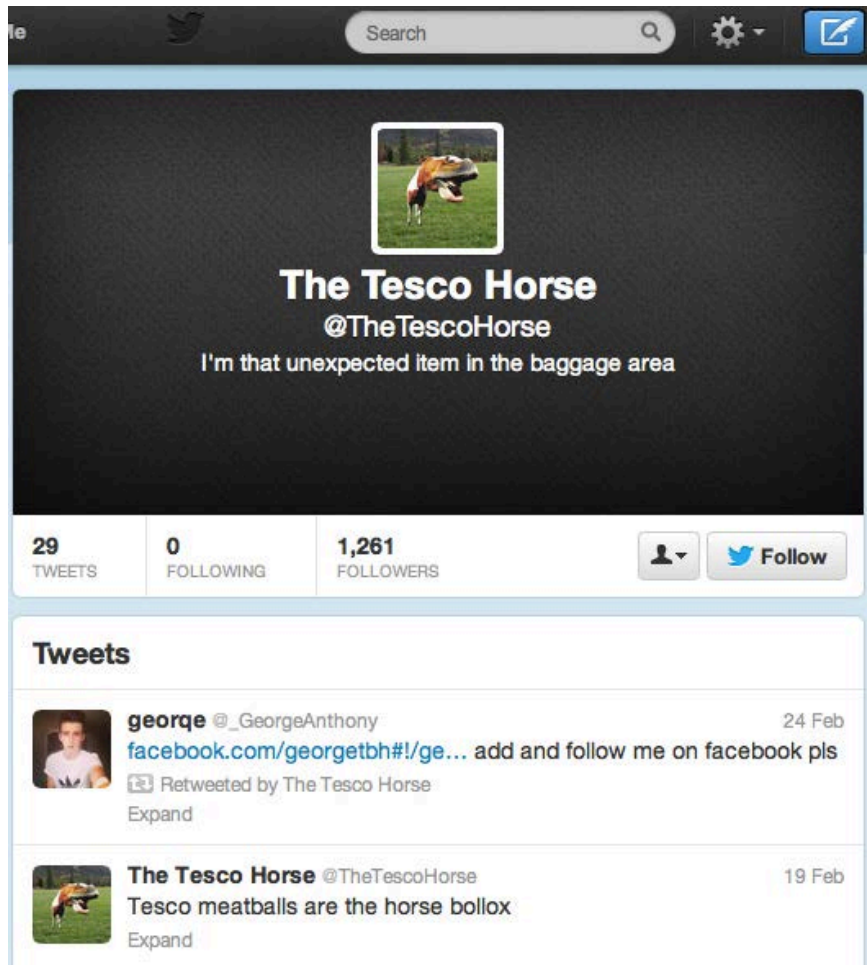 Me
Search
The Tesco Horse
@TheTescoHorse
I'm that unexpected item in the baggage area
29
TWEETS
0
FOLLOWING
1,261
FOLLOWERS
Follow
Tweets
georqe @_GeorgeAnthony 24 Feb
facebook.com/georgetbh#!/ge... add and follow me on facebook pls
Retweeted by The Tesco Horse
Expand
The Tesco Horse @TheTescoHorse 19 Feb
Tesco meatballs are the horse bollox
Expand